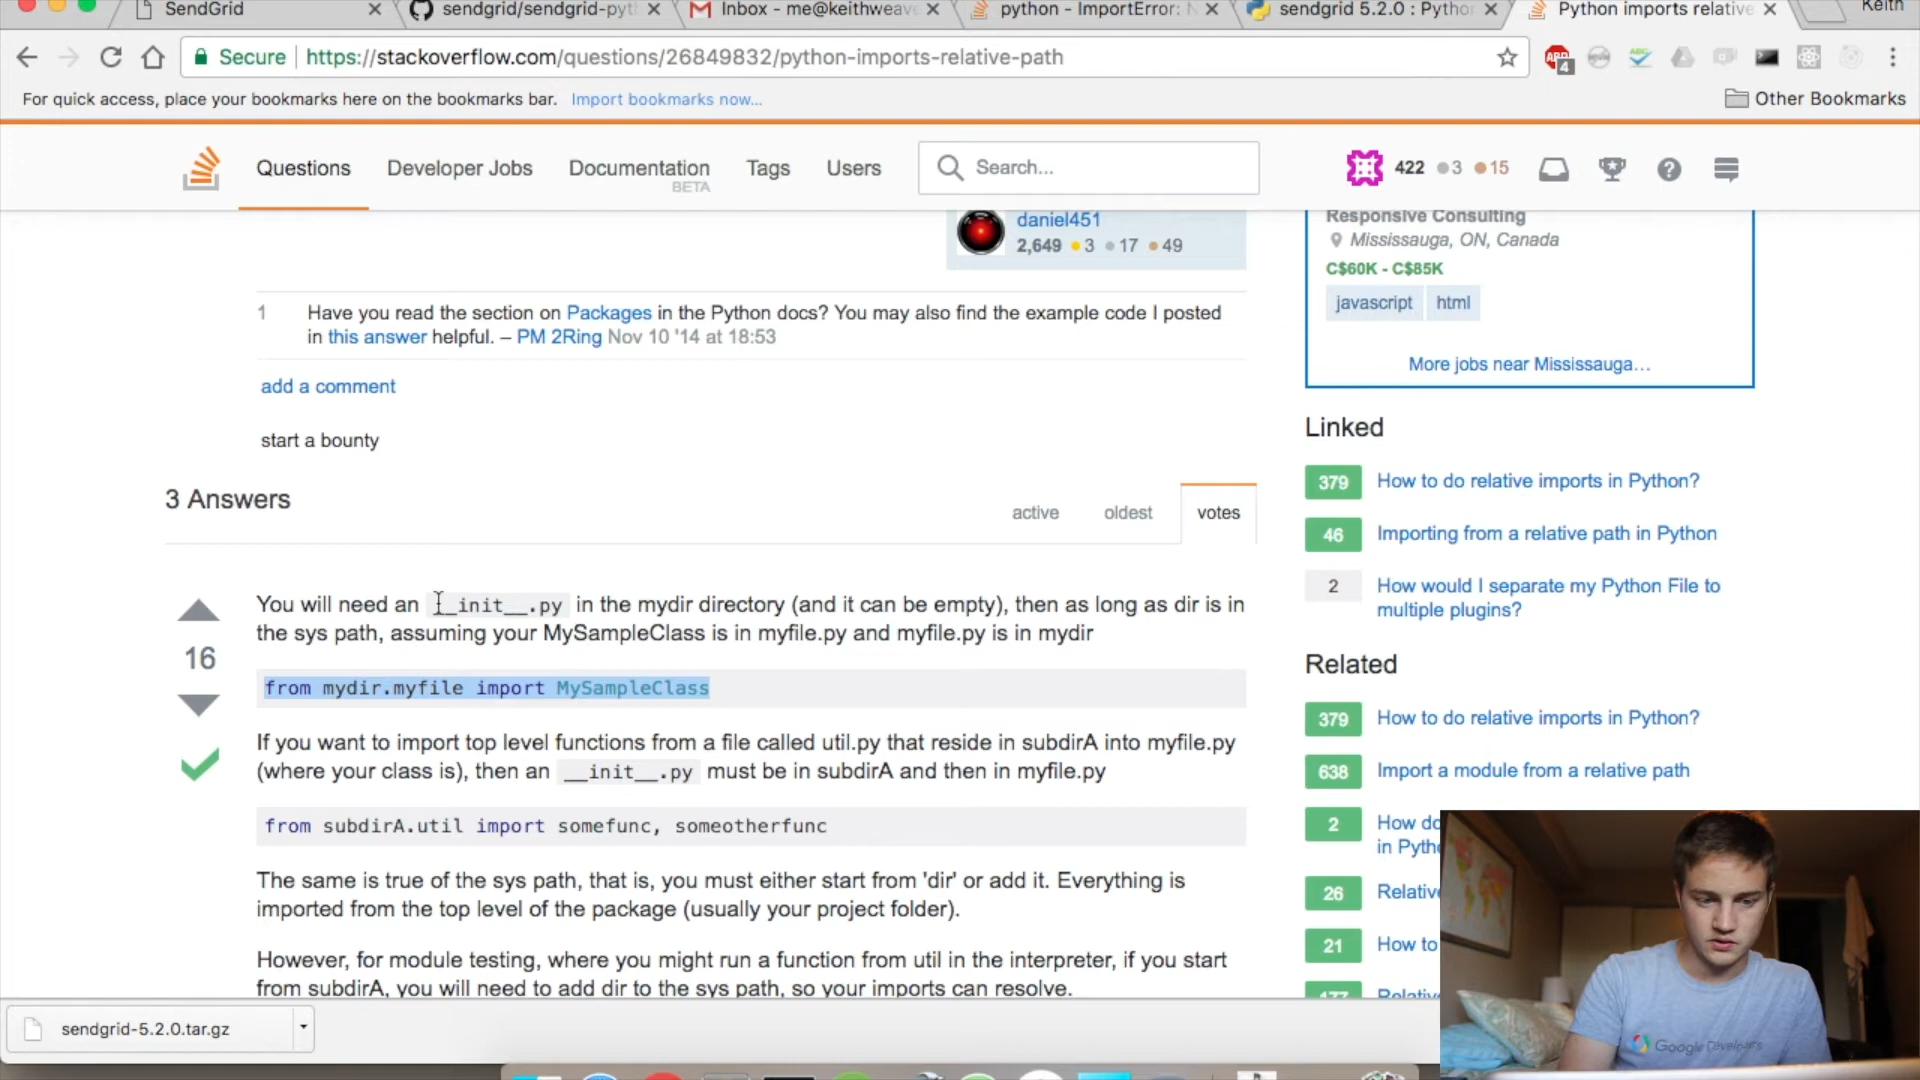 SendGrid
sendgrid/sendgrid-pyt
Inbox - me@keithweav
python - ImportError: N
sendgrid 5.2.0 : Python
Python imports relative
Keith
Secure
https://stackoverflow.com/questions/26849832/python-imports-relative-path
ABP
4
ABC
For quick access, place your bookmarks here on the bookmarks bar. Import bookmarks now...
Other Bookmarks
Questions
Developer Jobs
Documentation
BETA
Tags
Users
Search...
422 3 15
daniel451
2,649 3 17 49
1
Have you read the section on Packages in the Python docs? You may also find the example code I posted
in this answer helpful. – PM 2Ring Nov 10 '14 at 18:53
add a comment
start a bounty
3 Answers
active
oldest
votes
16
You will need an __init__.py in the mydir directory (and it can be empty), then as long as dir is in
the sys path, assuming your MySampleClass is in myfile.py and myfile.py is in mydir
from mydir.myfile import MySampleClass
If you want to import top level functions from a file called util.py that reside in subdirA into myfile.py
(where your class is), then an __init__.py must be in subdirA and then in myfile.py
from subdirA.util import somefunc, someotherfunc
The same is true of the sys path, that is, you must either start from 'dir' or add it. Everything is
imported from the top level of the package (usually your project folder).
However, for module testing, where you might run a function from util in the interpreter, if you start
from subdirA, you will need to add dir to the sys path, so your imports can resolve.
Responsive Consulting
Mississauga, ON, Canada
C$60K - C$85K
javascript
html
More jobs near Mississauga…
Linked
379 How to do relative imports in Python?
46 Importing from a relative path in Python
2 How would I separate my Python File to
multiple plugins?
Related
379 How to do relative imports in Python?
638 Import a module from a relative path
2 How do
in Pyth
26 Relativ
21 How to
177 Relativ
sendgrid-5.2.0.tar.gz
Google Developers